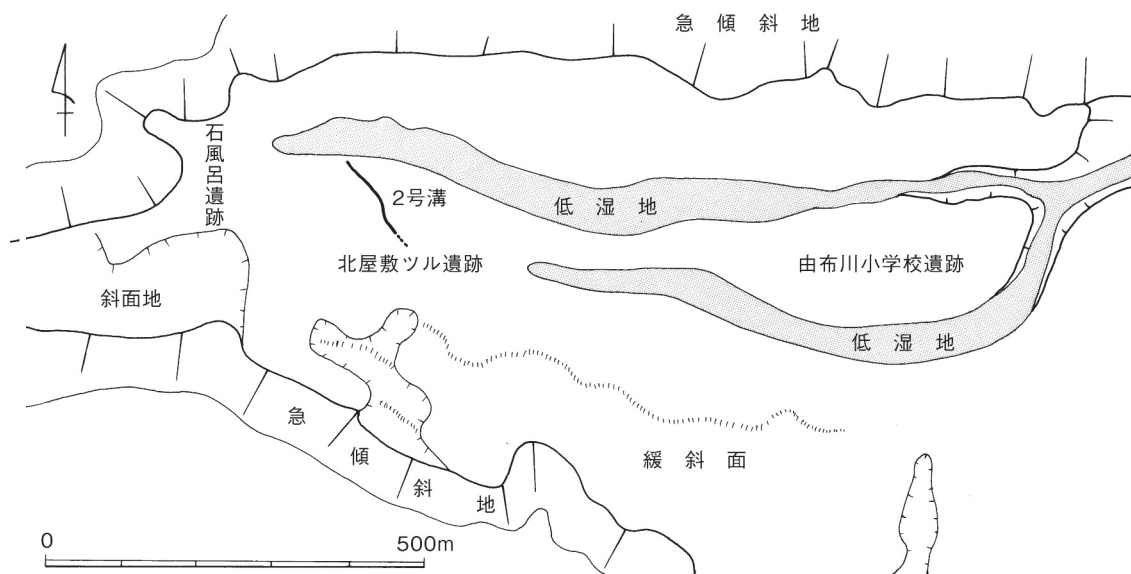 急傾斜地
石風呂遺跡
2号溝
低湿地
北屋敷ツル遺跡
由布川小学校遺跡
斜面地
低湿地
急傾斜地
緩斜面
0 500m